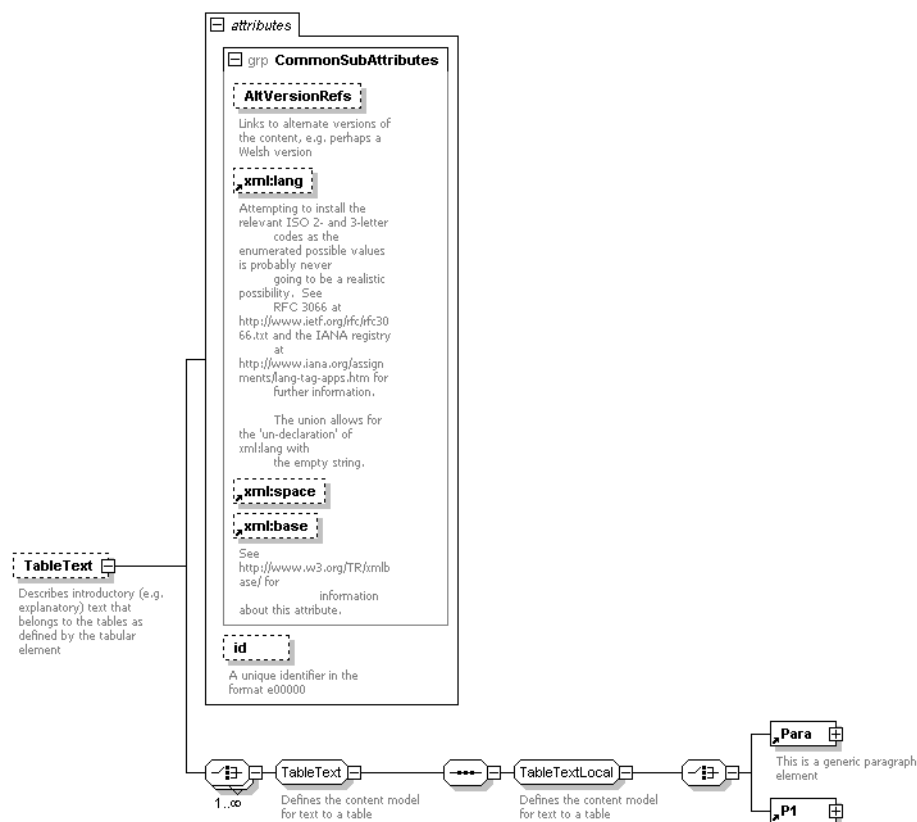 attributes
grp CommonSubAttributes
AltVersionRefs
Links to alternate versions of
the content, e.g. perhaps a
Welsh version
xml:lang
Attempting to install the
relevant ISO 2- and 3-letter
codes as the
enumerated possible values
is probably never
going to be a realistic
possibility. See
RFC 3066 at
http://www.ietf.org/rfc/rfc30
66.txt and the IANA registry
at
http://www.iana.org/assign
ments/lang-tag-apps.htm for
further information.
The union allows for
the 'un-declaration' of
xml:lang with
the empty string.
xml:space
xml:base
See
http://www.w3.org/TR/xmlb
ase/ for
information
about this attribute.
TableText
Describes introductory (e.g.
explanatory) text that
belongs to the tables as
defined by the tabular
element
id
A unique identifier in the
format e00000
1..∞
TableText
Defines the content model
for text to a table
TableTextLocal
Defines the content model
for text to a table
Para
This is a generic paragraph
element
P1